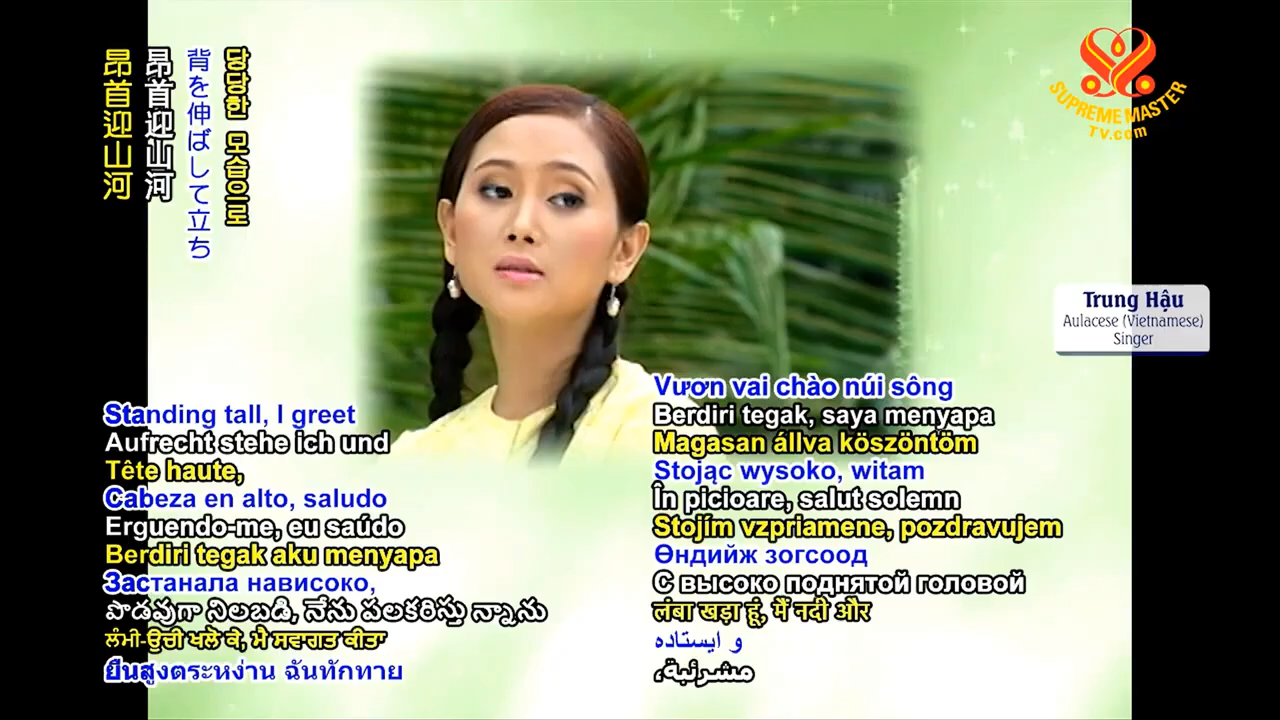 昂首迎山河
昂首迎山河
背を伸ばして立ち
당당한 모습으로
SUPREME MASTER
TV.com
Trung Hậu
Aulacese (Vietnamese)
Singer
Standing tall, I greet
Aufrecht stehe ich und
Tête haute,
Cabeza en alto, saludo
Erguendo-me, eu saúdo
Berdiri tegak aku menyapa
Застанала нависоко,
పొడవుగా నిలబడి, నేను పలకరిస్తు న్నాను
ਲੰਮੀ-ਉਚੀ ਖਲੋ ਕੇ, ਮੈ ਸਵਾਗਤ ਕੀਤਾ
ยืนสูงตระหง่าน ฉันทักทาย
Vươn vai chào núi sông
Berdiri tegak, saya menyapa
Magasan állva köszöntöm
Stojąc wysoko, witam
În picioare, salut solemn
Stojím vzpriamene, pozdravujem
Өндийж зогсоод
С высоко поднятой головой
लंबा खड़ा हूं, मैं नदी और
و ایستاده
مشرئبة،